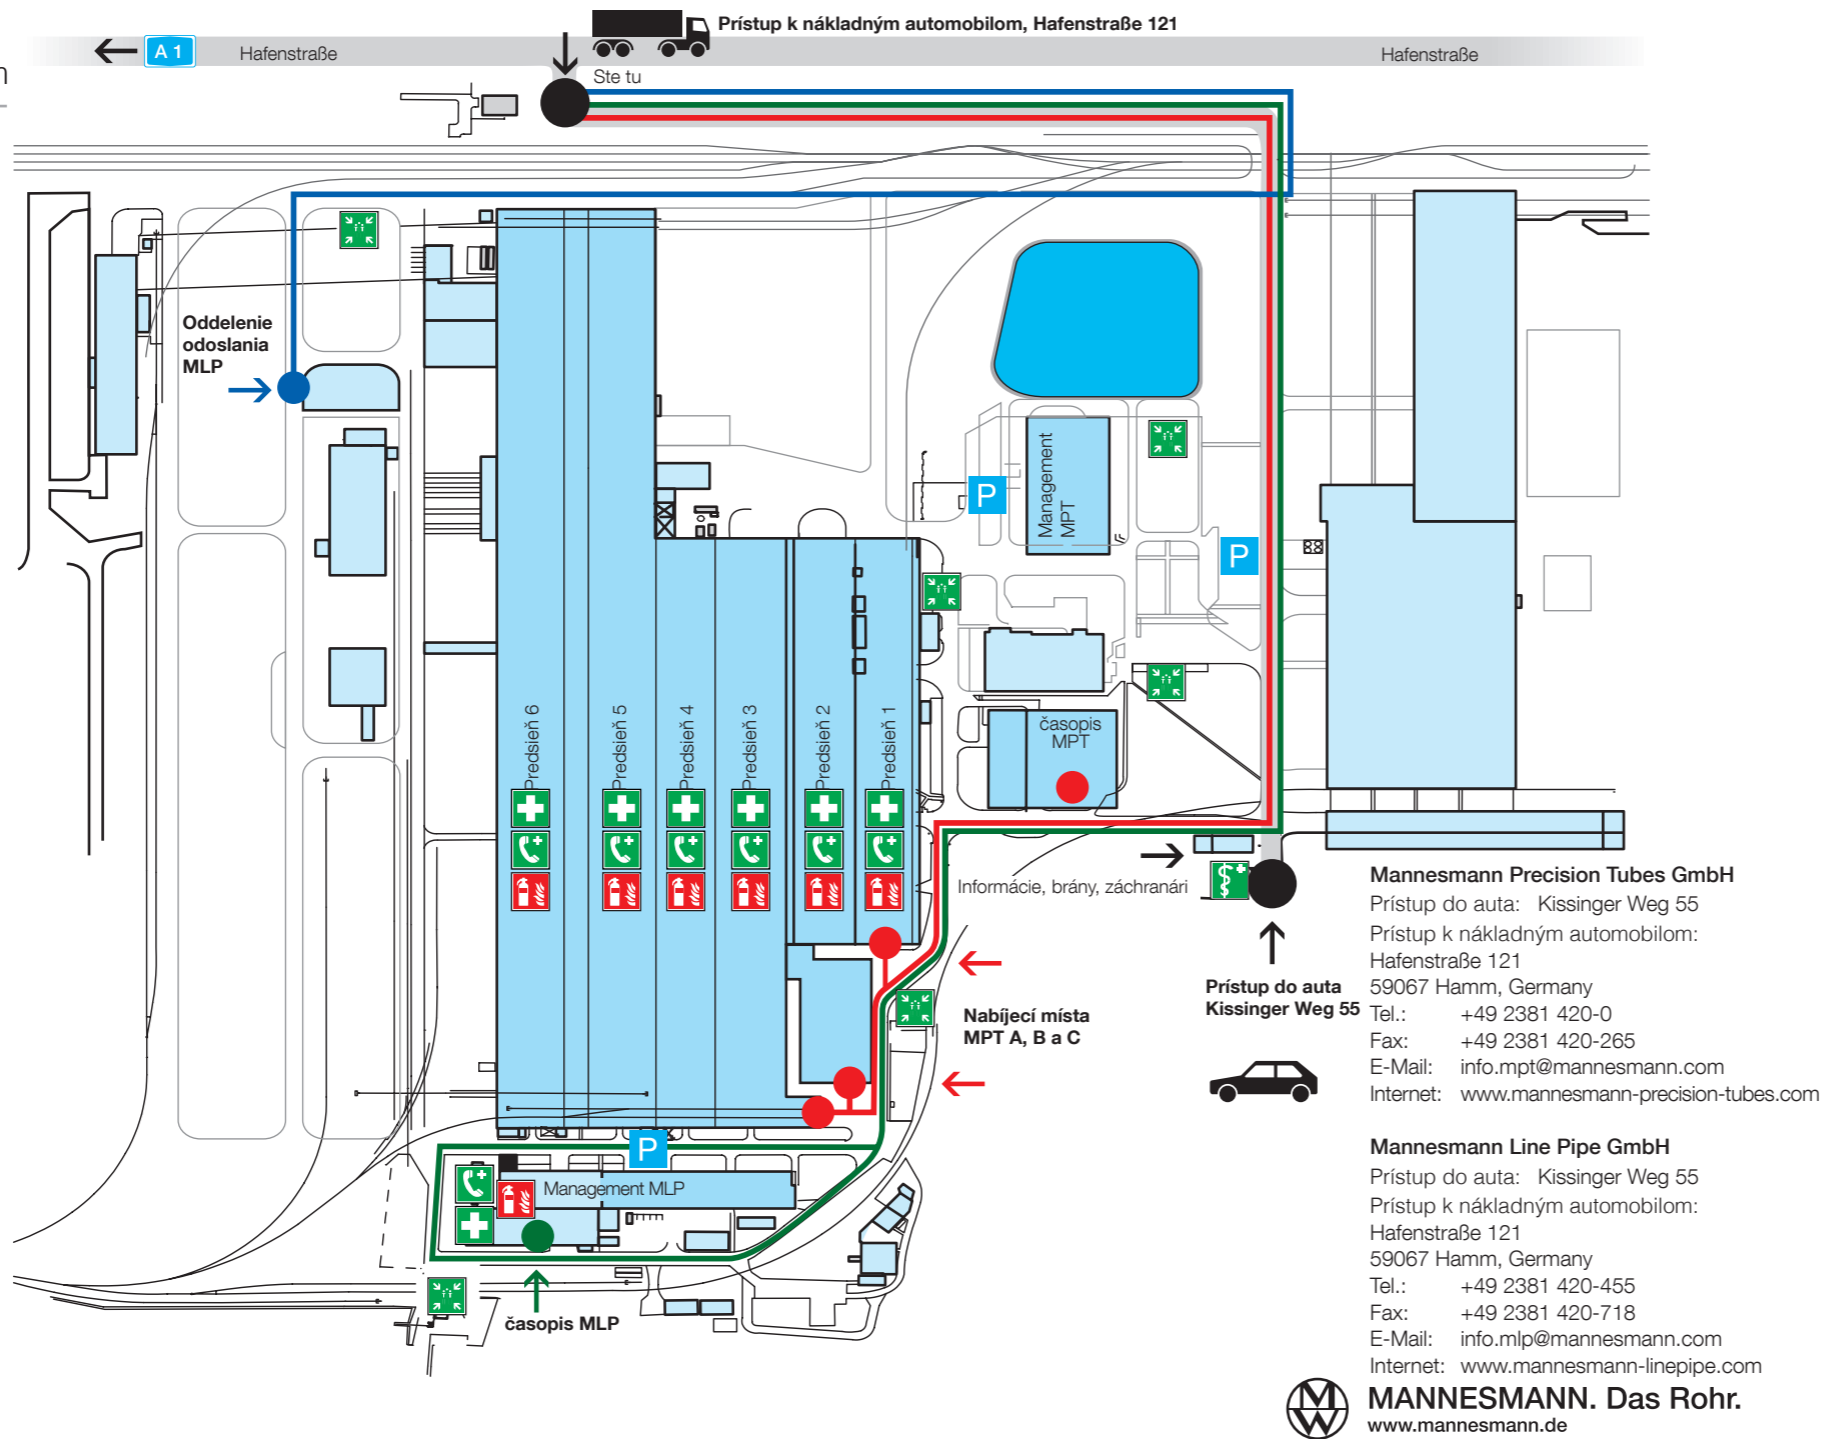 Prístup k nákladným automobilom, Hafenstraße 121
A 1
Hafenstraße
Hafenstraße
Ste tu
n
Oddelenie
odoslania
MLP
Management
MPT
P
P
časopis
MPT
Predsieň 6
Predsieň 5
Predsieň 4
Predsieň 3
Predsieň 2
Predsieň 1
Informácie, brány, záchranári
Prístup do auta
Kissinger Weg 55
Nabíjecí místa
MPT A, B a C
P
Management MLP
časopis MLP
Mannesmann Precision Tubes GmbH
Prístup do auta: Kissinger Weg 55
Prístup k nákladným automobilom:
Hafenstraße 121
59067 Hamm, Germany
Tel.: +49 2381 420-0
Fax: +49 2381 420-265
E-Mail: info.mpt@mannesmann.com
Internet: www.mannesmann-precision-tubes.com
Mannesmann Line Pipe GmbH
Prístup do auta: Kissinger Weg 55
Prístup k nákladným automobilom:
Hafenstraße 121
59067 Hamm, Germany
Tel.: +49 2381 420-455
Fax: +49 2381 420-718
E-Mail: info.mlp@mannesmann.com
Internet: www.mannesmann-linepipe.com
MW
MANNESMANN. Das Rohr.
www.mannesmann.de